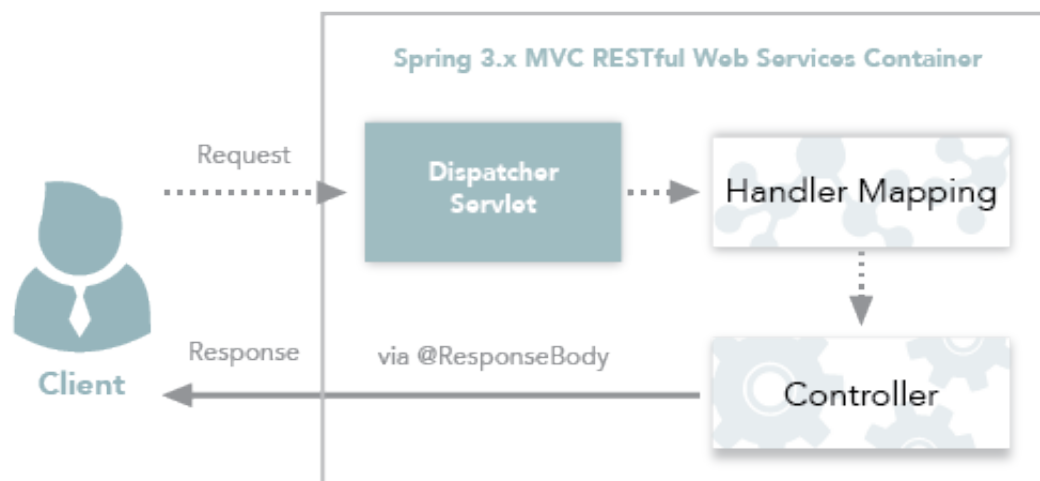 Spring 3.x MVC RESTful Web Services Container
Request
Dispatcher
Servlet
Handler Mapping
Client
Response
via @ResponseBody
Controller